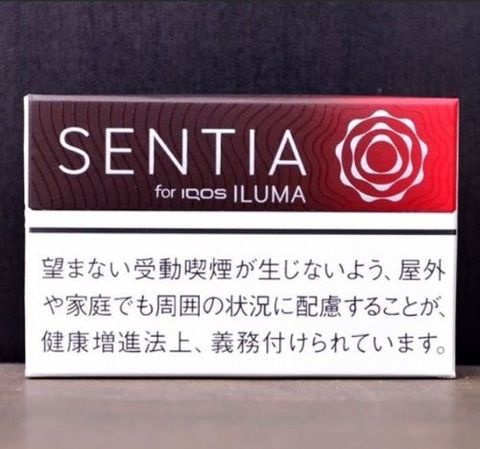 SENTIA
for IQOS ILUMA
望まない受動喫煙が生じないよう、屋外
や家庭でも周囲の状況に配慮することが、
健康増進法上、義務付けられています。